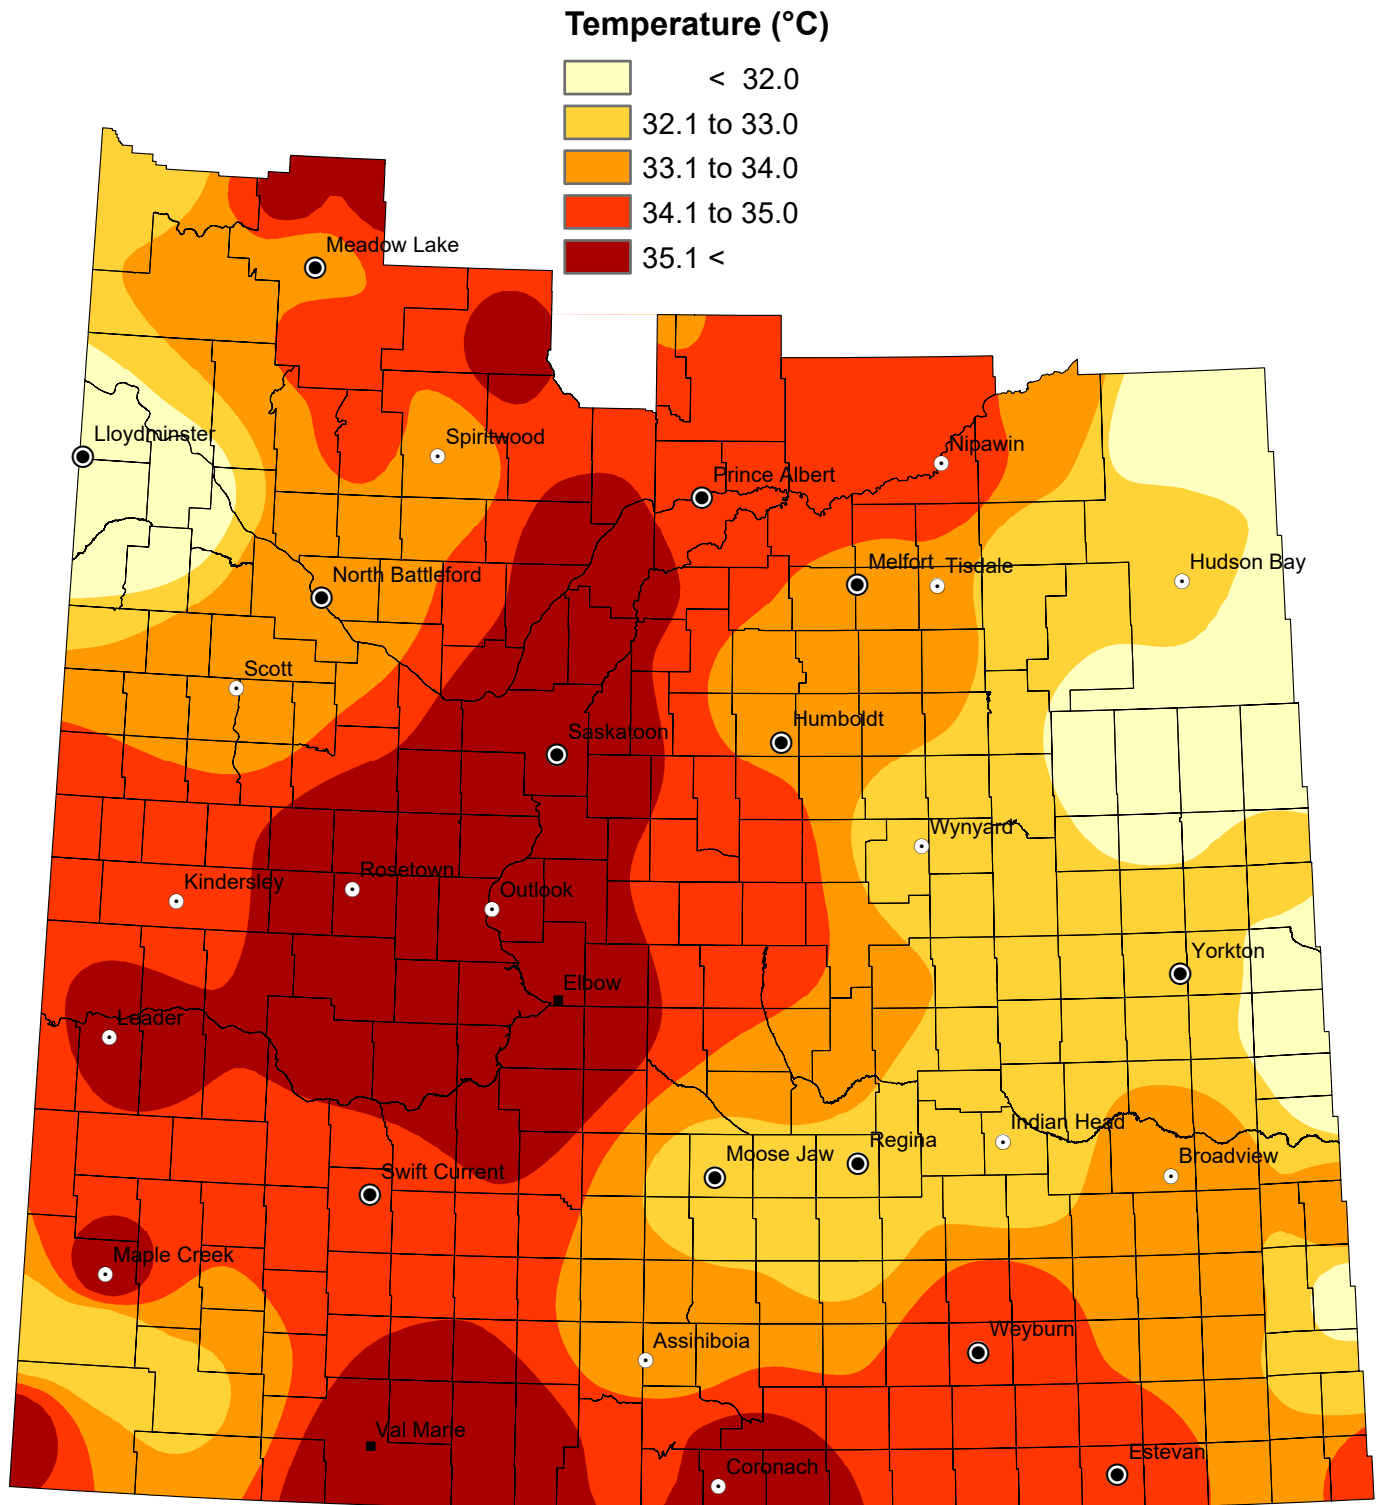 Temperature (°C)
< 32.0
32.1 to 33.0
33.1 to 34.0
34.1 to 35.0
35.1 <
Meadow Lake
Lloydminster
Spiritwood
Nipawin
Prince Albert
Melfort
Tisdale
Hudson Bay
North Battleford
Scott
Humboldt
Saskatoon
Wynyard
Rosetown
Kindersley
Outlook
Yorkton
Elbow
Leader
Indian Head
Regina
Moose Jaw
Broadview
Swift Current
Maple Creek
Weyburn
Assiniboia
Val Marie
Estevan
Coronach